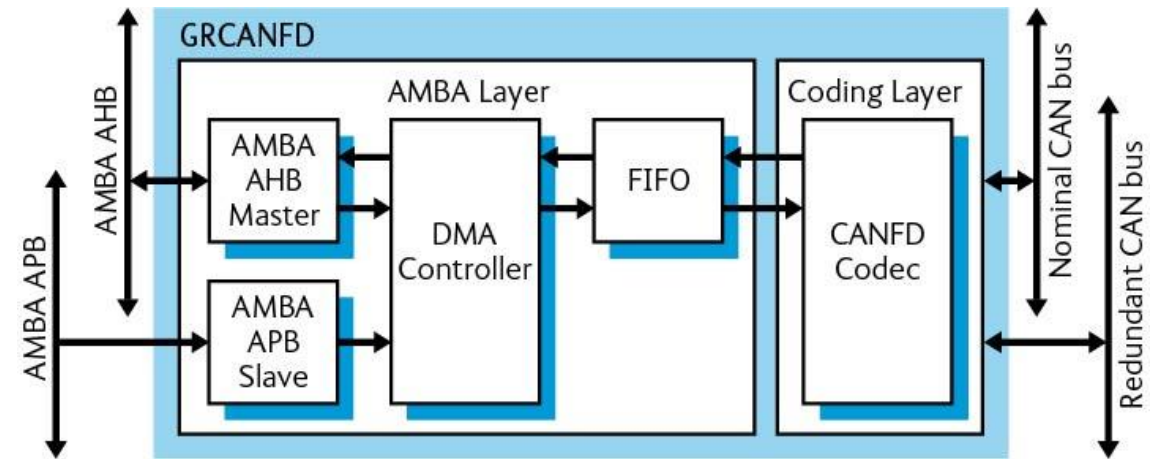 GRCANFD
AMBA Layer
Coding Layer
AMBA AHB
AMBA APB
AMBA
AHB
Master
DMA
Controller
FIFO
CANFD
Codec
AMBA
APB
Slave
Nominal CAN bus
Redundant CAN bus